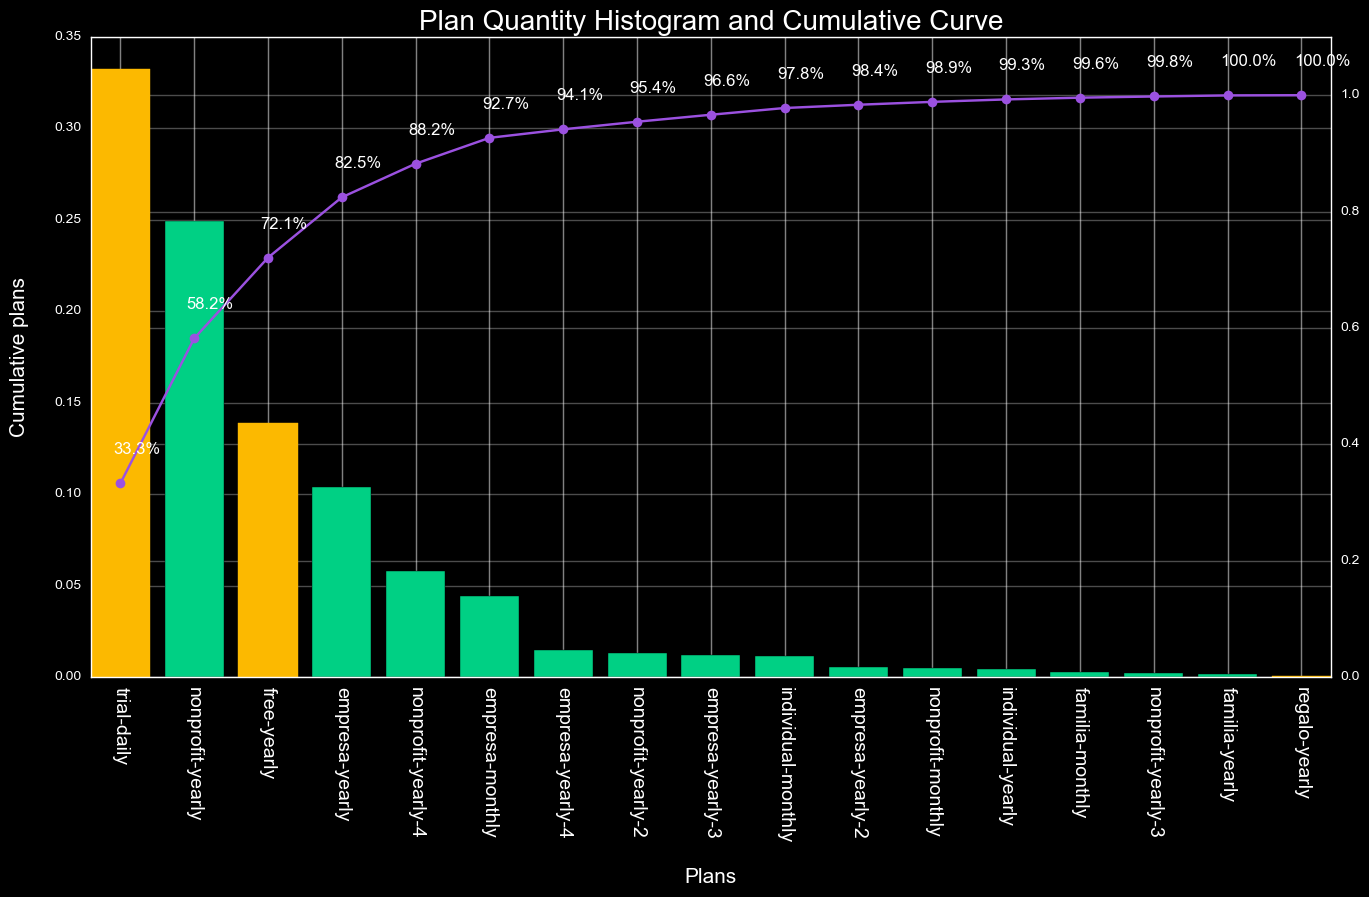 Plan Quantity Histogram and Cumulative Curve
0.35
0.30
0.25
0.20
0.15
0.10
0.05
0.00
Cumulative plans
33.3%
58.2%
72.1%
82.5%
88.2%
92.7%
94.1%
95.4%
96.6%
97.8%
98.4%
98.9%
99.3%
99.6%
99.8%
100.0%
100.0%
1.0
0.8
0.6
0.4
0.2
0.0
trial-daily
nonprofit-yearly
free-yearly
empresa-yearly
nonprofit-yearly-4
empresa-monthly
empresa-yearly-4
nonprofit-yearly-2
empresa-yearly-3
individual-monthly
empresa-yearly-2
nonprofit-monthly
individual-yearly
familia-monthly
nonprofit-yearly-3
familia-yearly
regalo-yearly
Plans